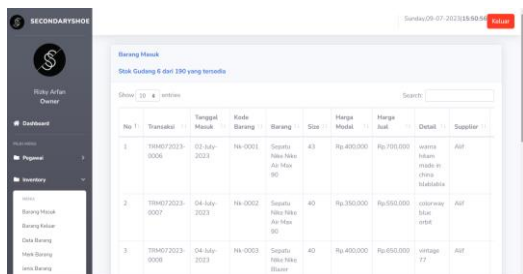 SECONDARYSHOE
Sunday,09-07-2023|15:50:56
Keluar
Rizky Arfan
Owner
Dashboard
Pegawai
Inventory
MENU
Barang Masuk
Barang Keluar
Data Barang
Merk Barang
Jenis Barang
Barang Masuk
Stok Gudang 6 dari 190 yang tersedia
Show 10 entries
Search:
No Transaksi Tanggal Masuk Kode Barang Barang Size Harga Modal Harga Jual Detail Supplier
1 TRM072023-0006 03-July-2023 Nk-0001 Sepatu Nike Nike Air Max 90 43 Rp.400,000 Rp.700,000 warna hitam made in china blablabla Alif
2 TRM072023-0007 04-July-2023 Nk-0002 Sepatu Nike Nike Air Max 90 40 Rp.350,000 Rp.550,000 colorway blue orbit Alif
3 TRM072023-0008 04-July-2023 Nk-0003 Sepatu Nike Nike Blazer 40 Rp.400,000 Rp.650,000 vintage 77 Alif